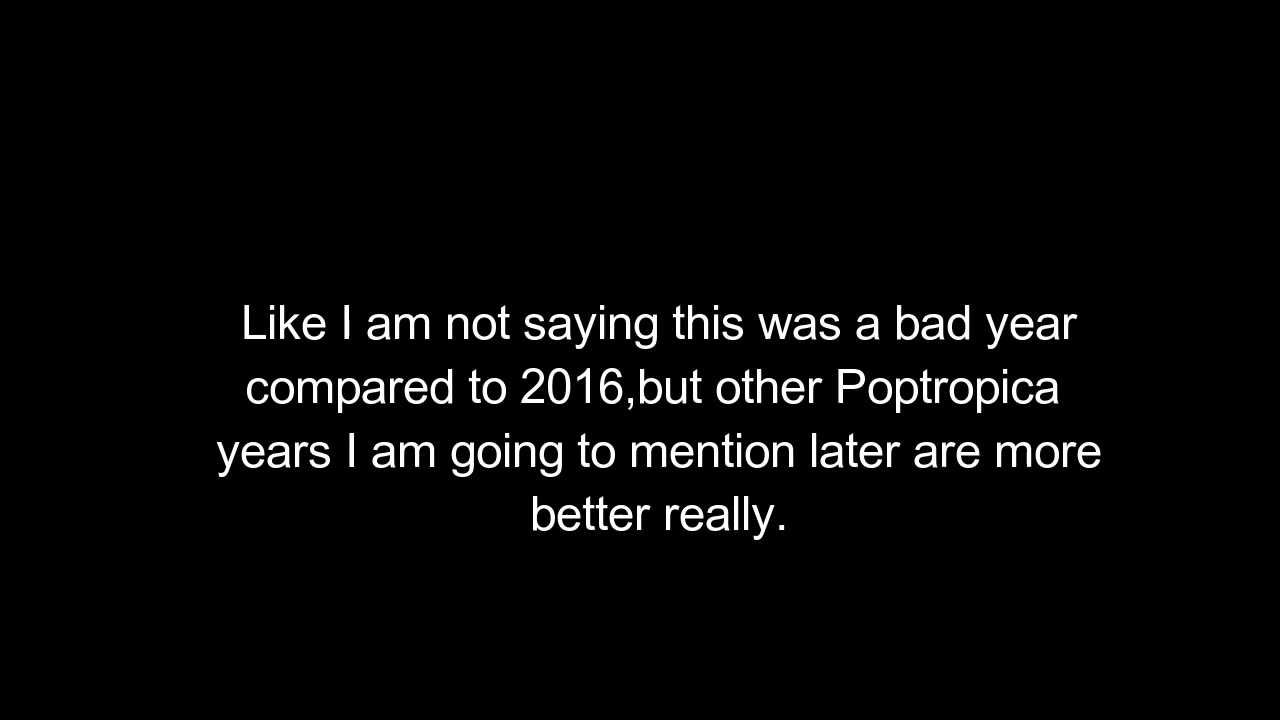 Like I am not saying this was a bad year
compared to 2016,but other Poptropica
years I am going to mention later are more
better really.